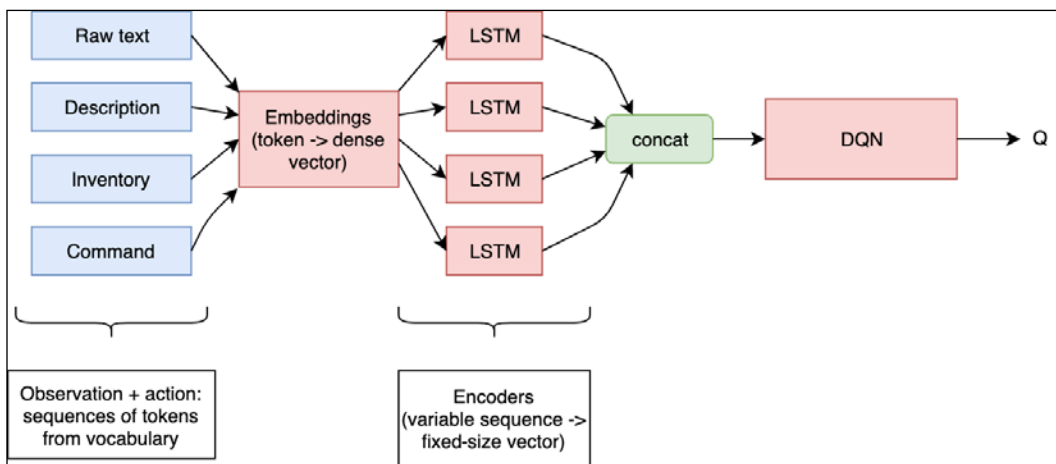 Raw text
Description
Inventory
Command
Embeddings
(token -> dense
vector)
LSTM
LSTM
LSTM
LSTM
concat
DQN
Q
Observation + action:
sequences of tokens
from vocabulary
Encoders
(variable sequence ->
fixed-size vector)